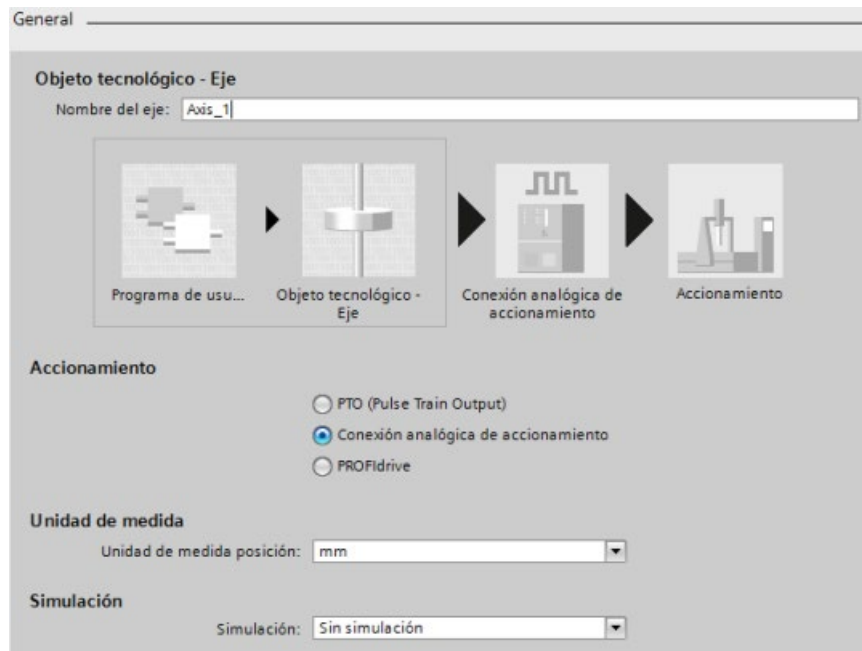 General
Objeto tecnológico - Eje
Nombre del eje: Axis_1
Programa de usu...
Objeto tecnológico -
Eje
Conexión analógica de
accionamiento
Accionamiento
Accionamiento
PTO (Pulse Train Output)
Conexión analógica de accionamiento
PROFIdrive
Unidad de medida
Unidad de medida posición: mm
Simulación
Simulación: Sin simulación